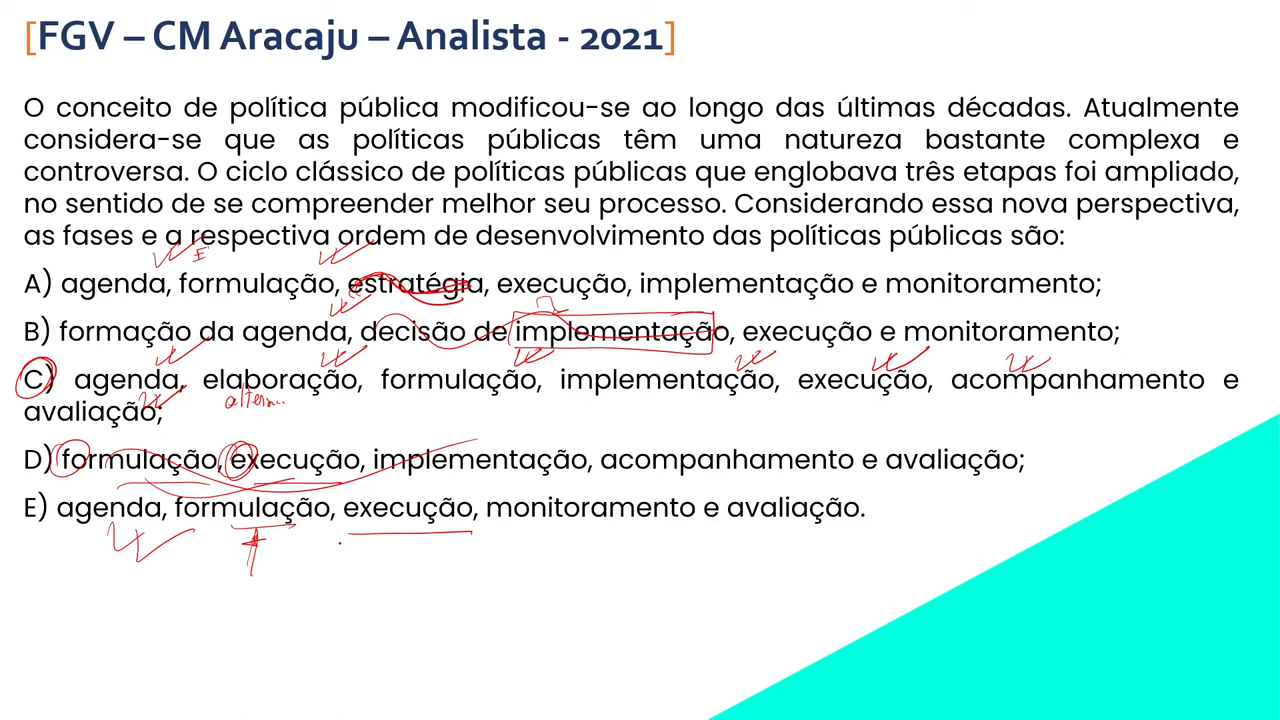 [FGV – CM Aracaju – Analista - 2021]
O conceito de política pública modificou-se ao longo das últimas décadas. Atualmente
considera-se que as políticas públicas têm uma natureza bastante complexa e
controversa. O ciclo clássico de políticas públicas que englobava três etapas foi ampliado,
no sentido de se compreender melhor seu processo. Considerando essa nova perspectiva,
as fases e a respectiva ordem de desenvolvimento das políticas públicas são:
A) agenda, formulação, estratégia, execução, implementação e monitoramento;
B) formação da agenda, decisão de implementação, execução e monitoramento;
C) agenda, elaboração, formulação, implementação, execução, acompanhamento e
avaliação;
D) formulação, execução, implementação, acompanhamento e avaliação;
E) agenda, formulação, execução, monitoramento e avaliação.